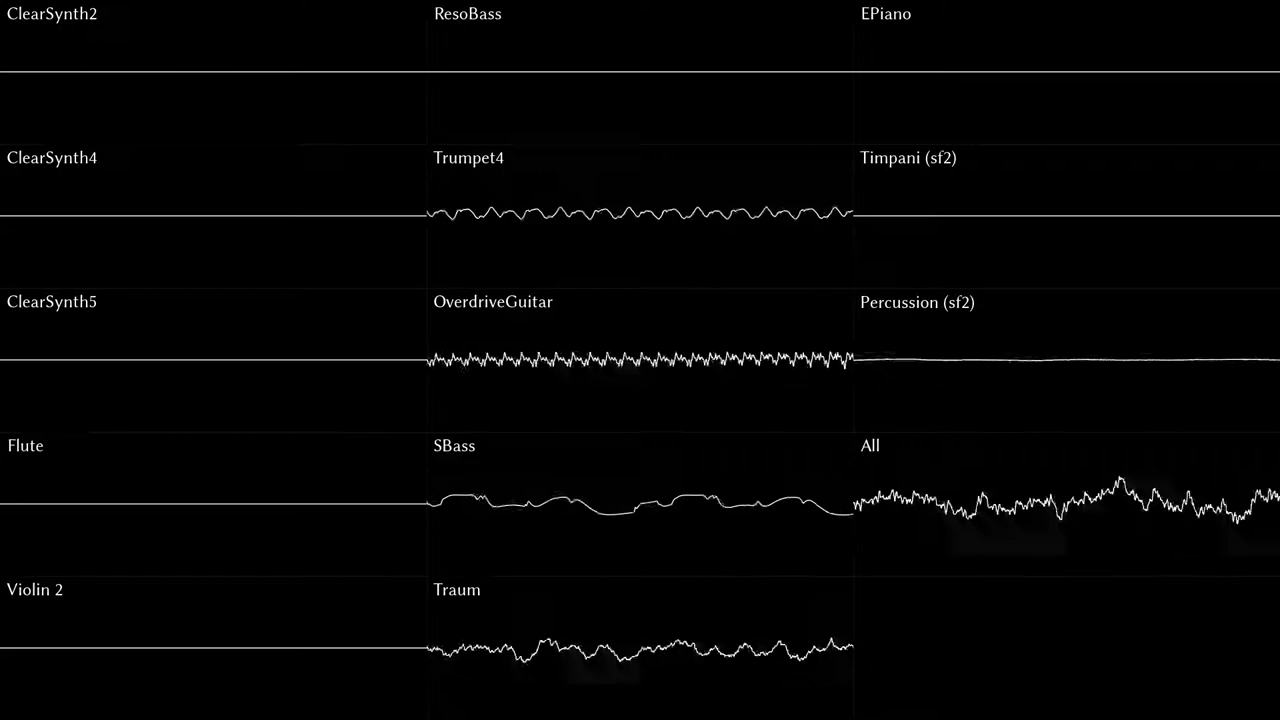 ClearSynth2
ResoBass
EPiano
ClearSynth4
Trumpet4
Timpani (sf2)
ClearSynth5
OverdriveGuitar
Percussion (sf2)
Flute
SBass
All
Violin 2
Traum